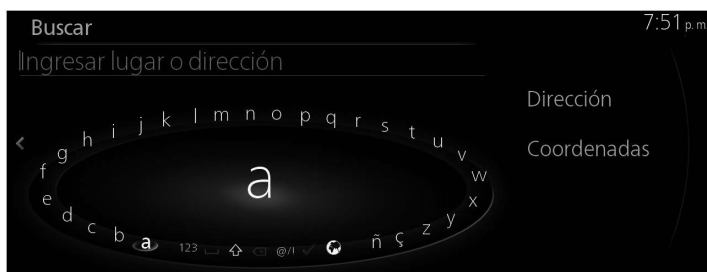 Buscar
7:51 p. m.
Ingresar lugar o dirección
Dirección
Coordenadas
a b c d e f g h i j k l m n o p q r s t u v w x y z ç ñ
a
123 @/!